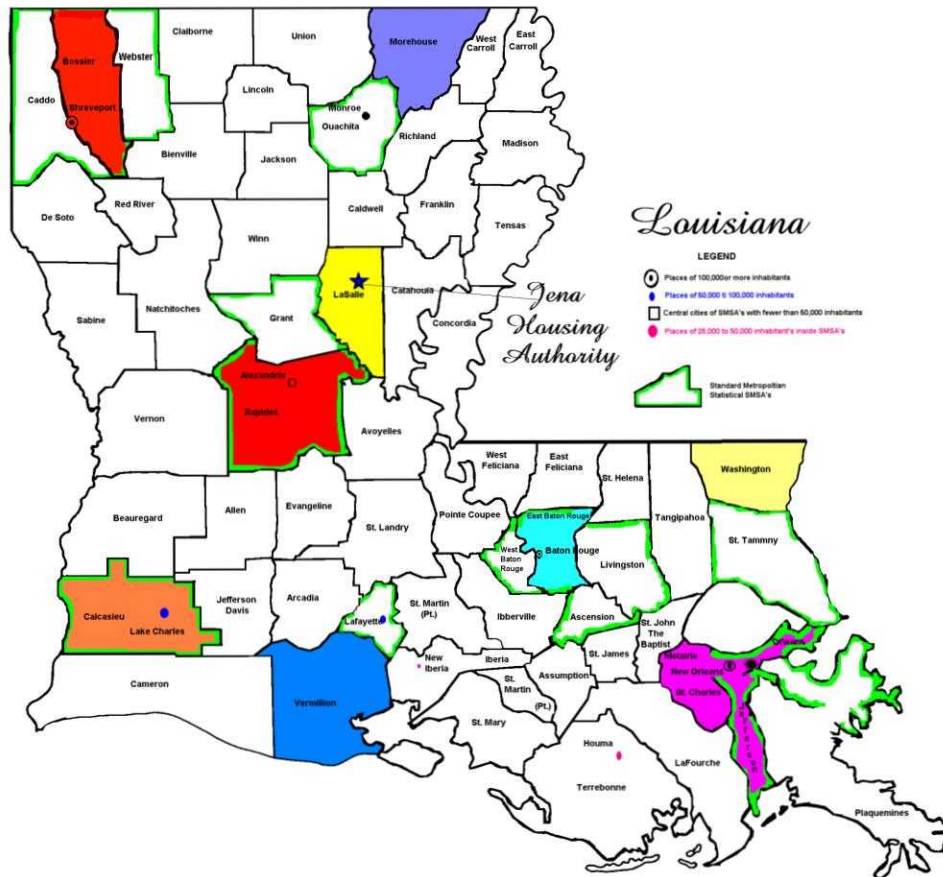 Claiborne
Union
Morehouse
West
Carroll
East
Carroll
Bossier
Webster
Caddo
Shreveport
Lincoln
Monroe
Ouachita
Richland
Madison
Bienville
Jackson
De Soto
Red River
Winn
Caldwell
Franklin
Tensas
Louisiana
LEGEND
Places of 100,000or more inhabitants
Places of 50,000 ti 100,000 inhabitants
Central cities of SMSA's with fewer than 50,000 inhabitants
Places of 25,000 to 50,000 inhabitant's inside SMSA's
Standard Metropoltian
Statistical SMSA's
Sabine
Natchitoches
Grant
LaSalle
Catahoula
Concordia
Jena
Housing
Authority
Vernon
Alexandria
Rapides
Avoyelles
West
Feliciana
East
Feliciana
St. Helena
Washington
Beauregard
Allen
Evangeline
St. Landry
Pointe Coupee
East Baton Rouge
West
Baton
Rouge
Baton Rouge
Livingston
Tangipahoa
St. Tammny
Calcasieu
Lake Charles
Jefferson
Davis
Arcadia
Lafayette
St. Martin
(Pt.)
Ibberville
Ascension
St. John
The
Baptist
Cameron
Vermillion
New
Iberia
Iberia
St.
Martin
(Pt.)
Assumption
St. James
Metairie
Orleans
New Orleans
St. Charles
Jefferson
St. Mary
Houma
Terrebonne
LaFourche
Plaquemines